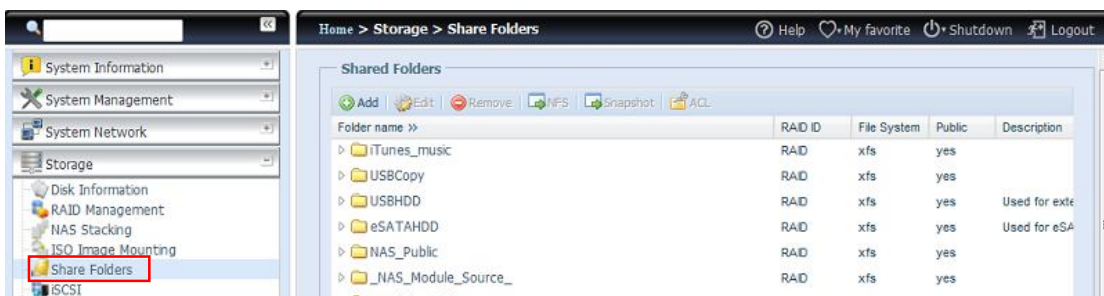 Home > Storage > Share Folders
Help My favorite Shutdown Logout
System Information
System Management
System Network
Storage
Disk Information
RAID Management
NAS Stacking
ISO Image Mounting
Share Folders
iSCSI
Shared Folders
Add Edit Remove NFS Snapshot ACL
Folder name » RAID ID File System Public Description
iTunes_music RAID xfs yes
USBCopy RAID xfs yes
USBHDD RAID xfs yes Used for exte
eSATAHDD RAID xfs yes Used for eSA
NAS_Public RAID xfs yes
_NAS_Module_Source_ RAID xfs yes